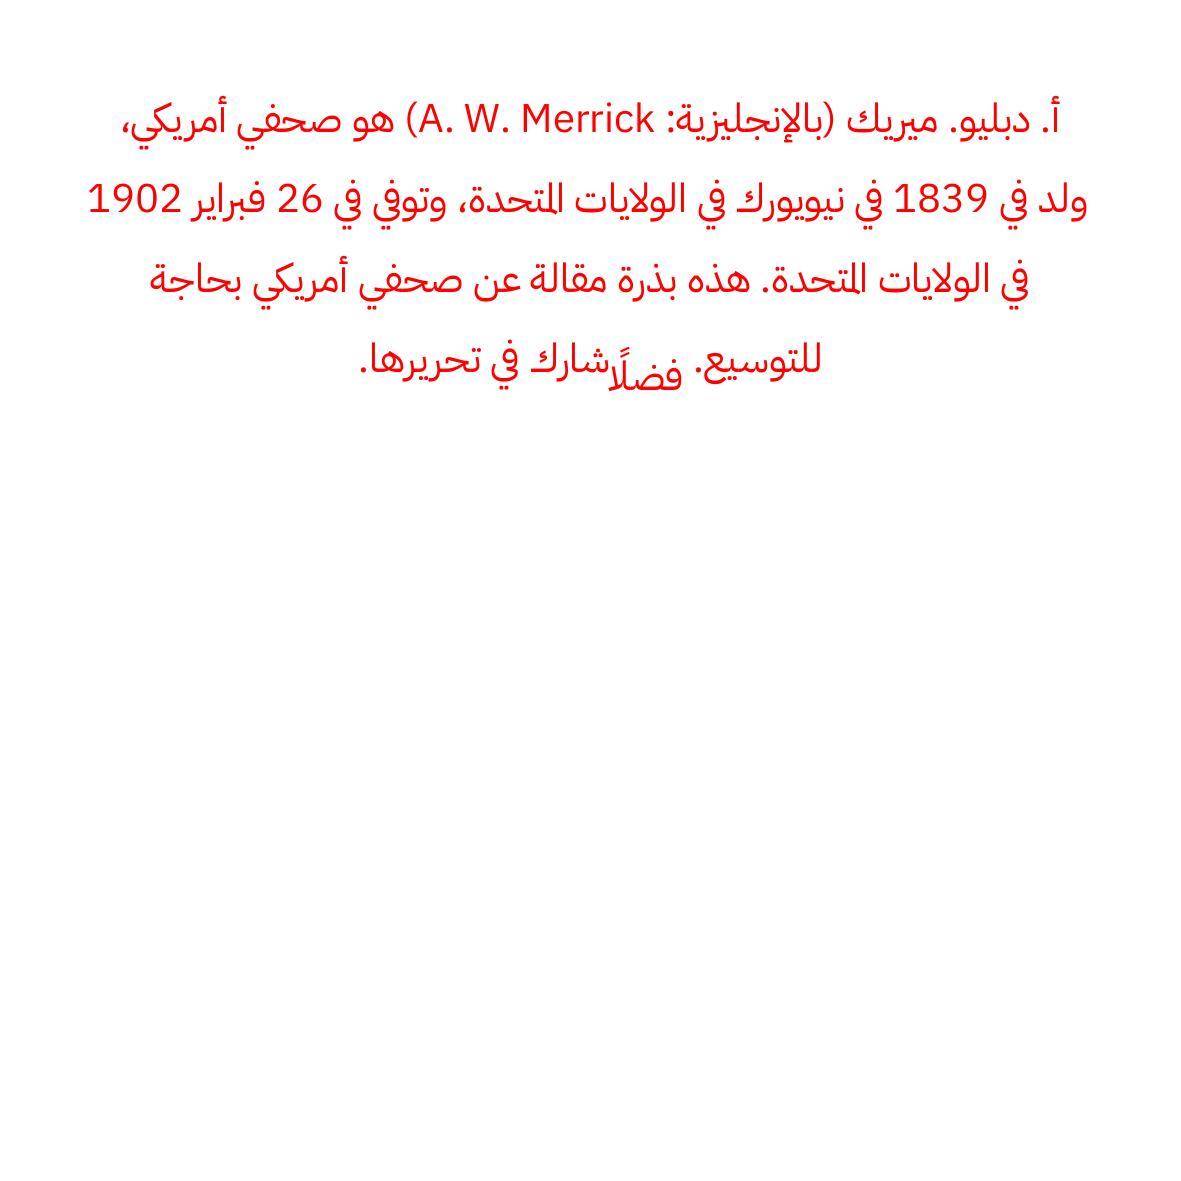 أ. دبليو. ميريك (بالإنجليزية: A. W. Merrick) هو صحفي أمريكي،
ولد في 1839 في نيويورك في الولايات المتحدة، وتوفي في 26 فبراير 1902
في الولايات المتحدة. هذه بذرة مقالة عن صحفي أمريكي بحاجة
للتوسيع. فضلًا شارك في تحريرها.